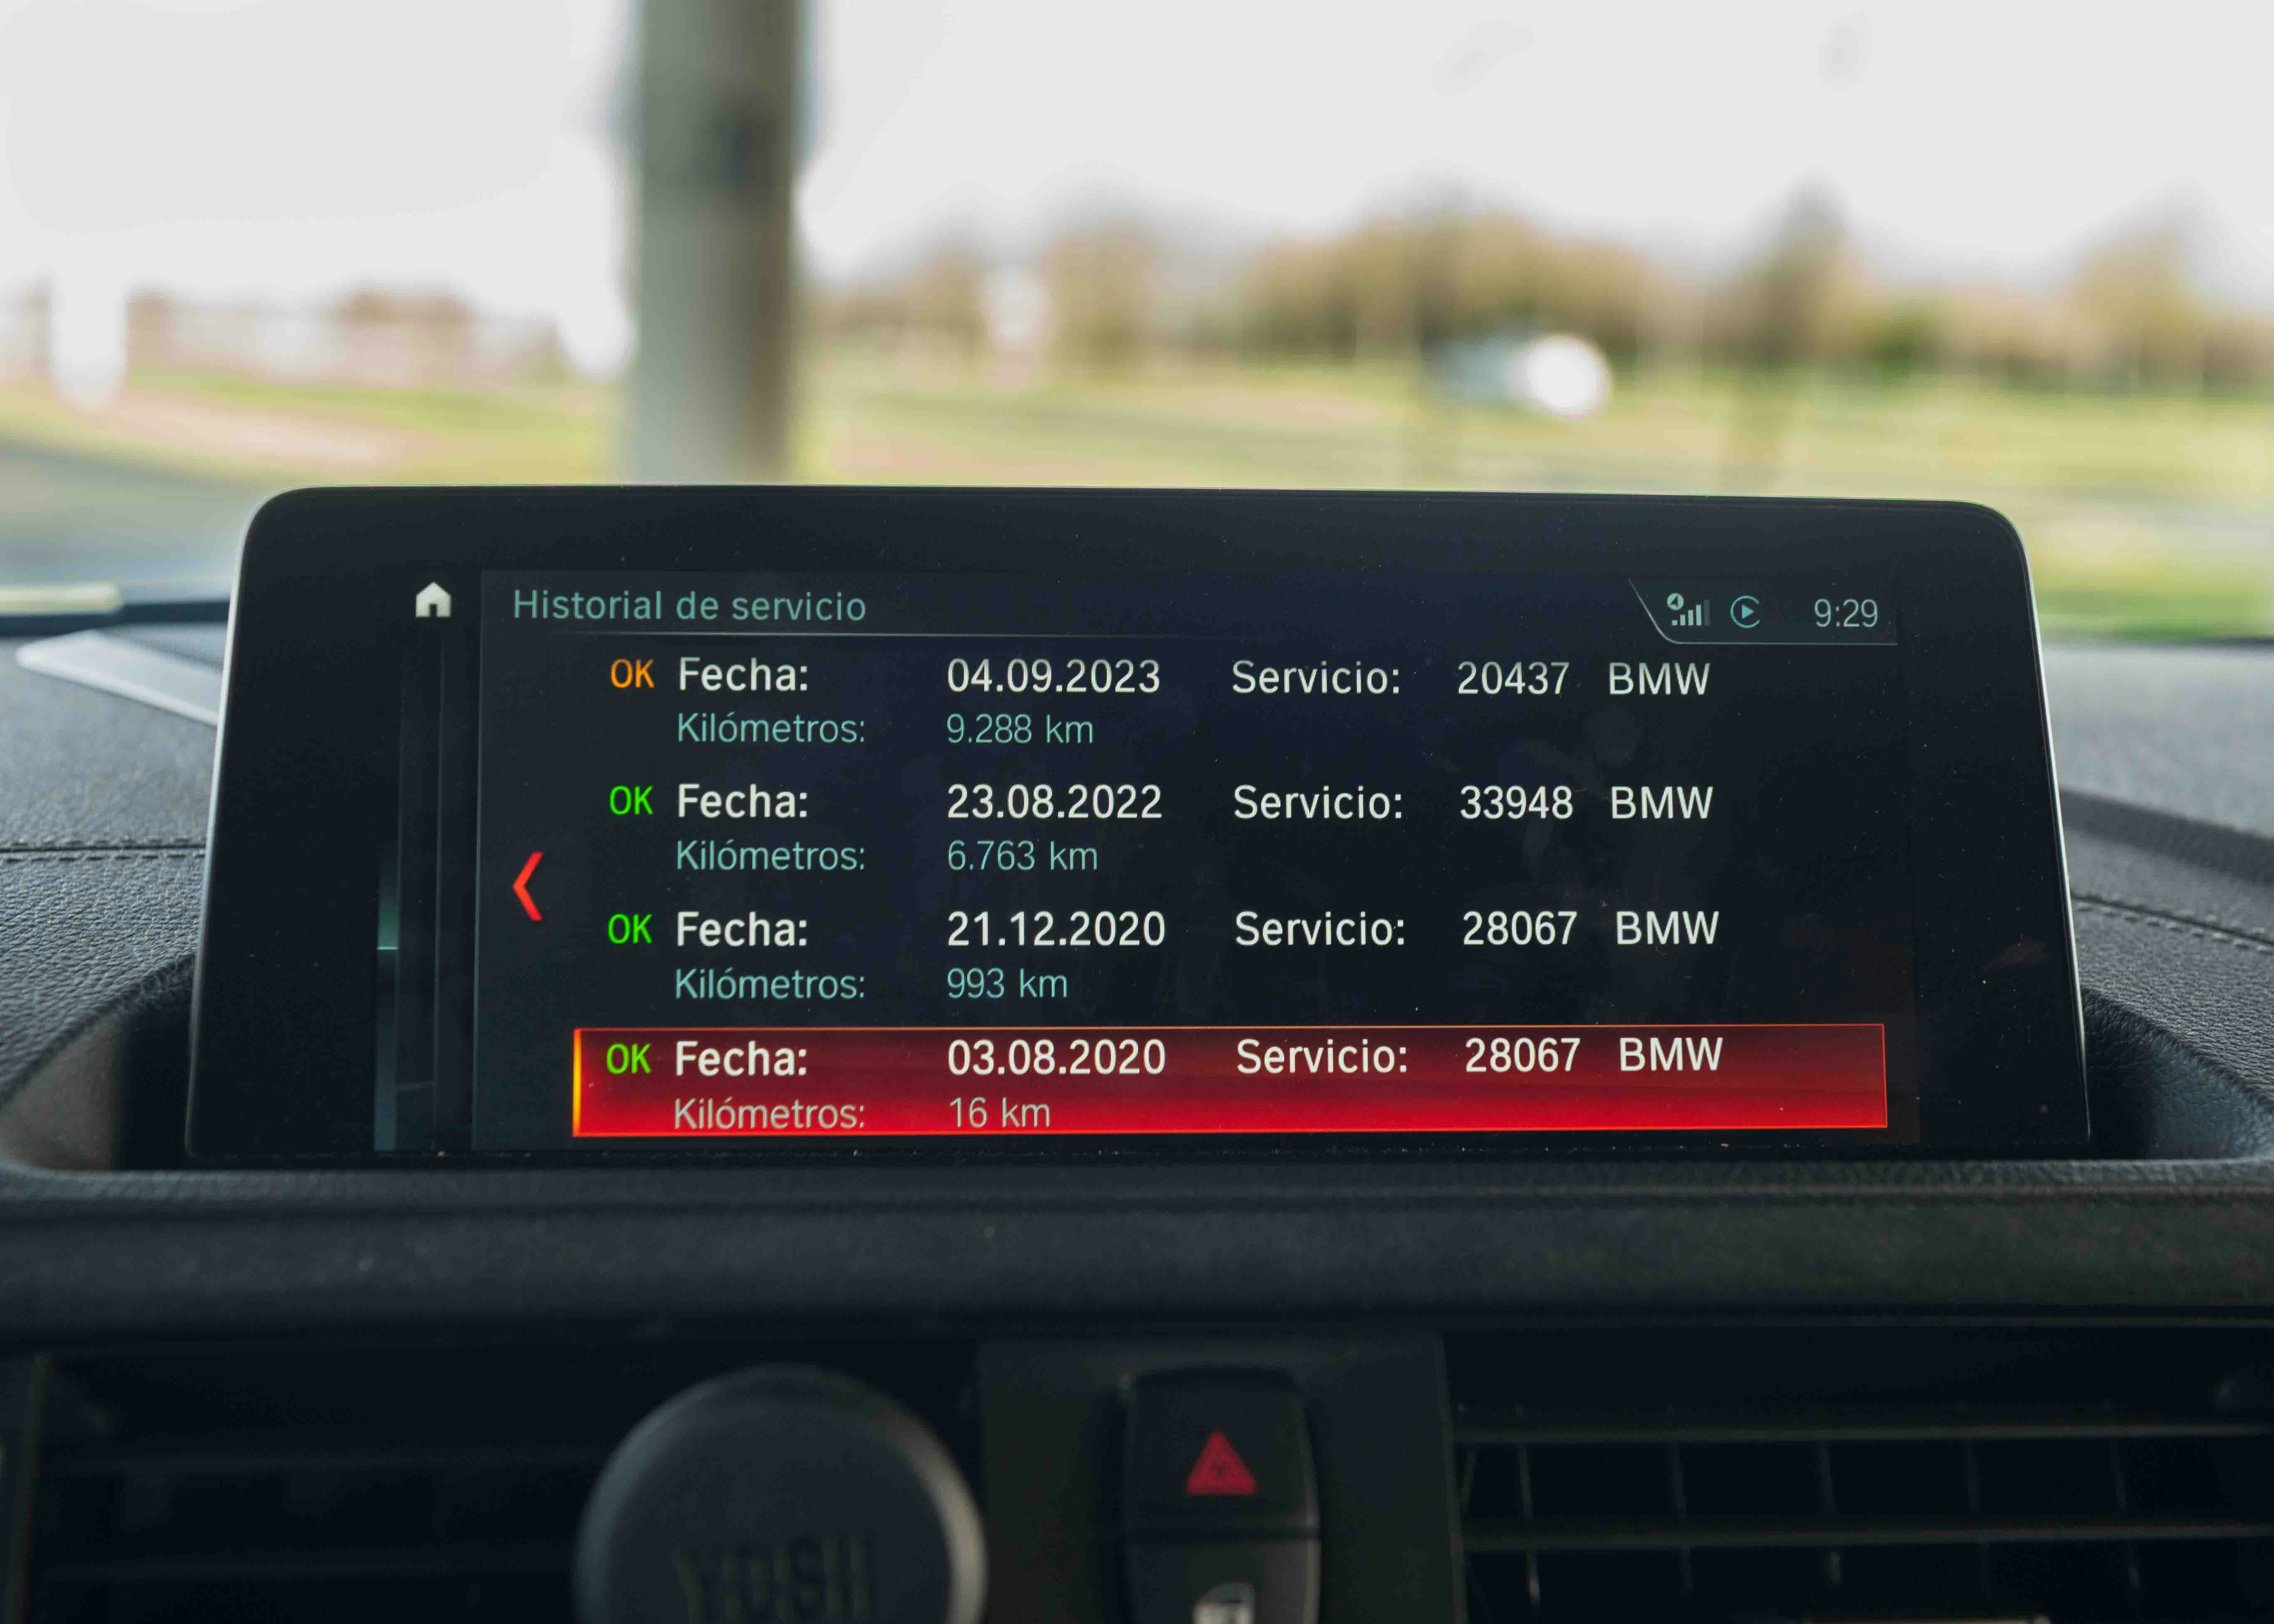 Historial de servicio
9:29
OK Fecha: 04.09.2023 Servicio: 20437 BMW
Kilómetros: 9.288 km
OK Fecha: 23.08.2022 Servicio: 33948 BMW
Kilómetros: 6.763 km
OK Fecha: 21.12.2020 Servicio: 28067 BMW
Kilómetros: 993 km
OK Fecha: 03.08.2020 Servicio: 28067 BMW
Kilómetros: 16 km